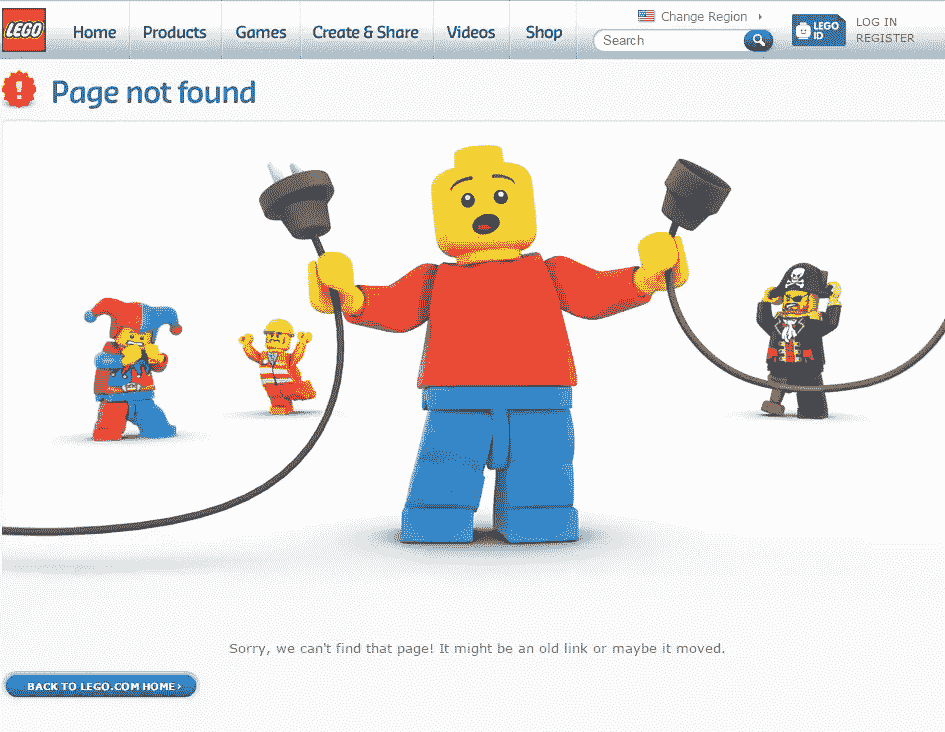 LEGO
Home
Products
Games
Create & Share
Videos
Shop
Change Region
Search
LEGO ID
LOG IN
REGISTER
!
Page not found
Sorry, we can't find that page! It might be an old link or maybe it moved.
BACK TO LEGO.COM HOME ›